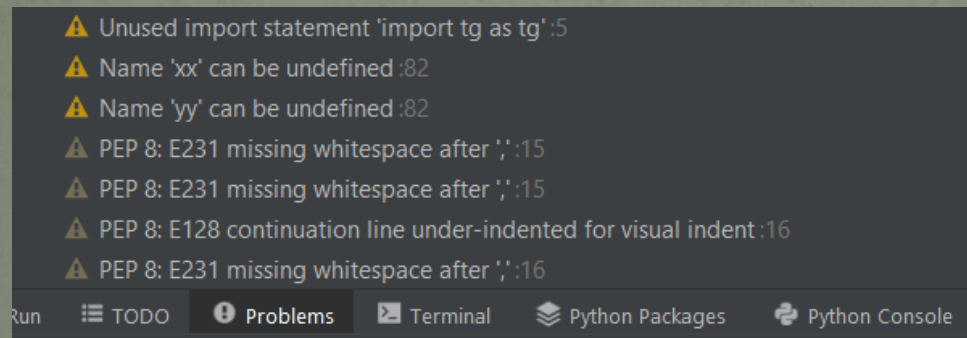 Unused import statement 'import tg as tg' :5
Name 'xx' can be undefined :82
Name 'yy' can be undefined :82
PEP 8: E231 missing whitespace after ',' :15
PEP 8: E231 missing whitespace after ',' :15
PEP 8: E128 continuation line under-indented for visual indent :16
PEP 8: E231 missing whitespace after ',' :16
Run TODO Problems Terminal Python Packages Python Console